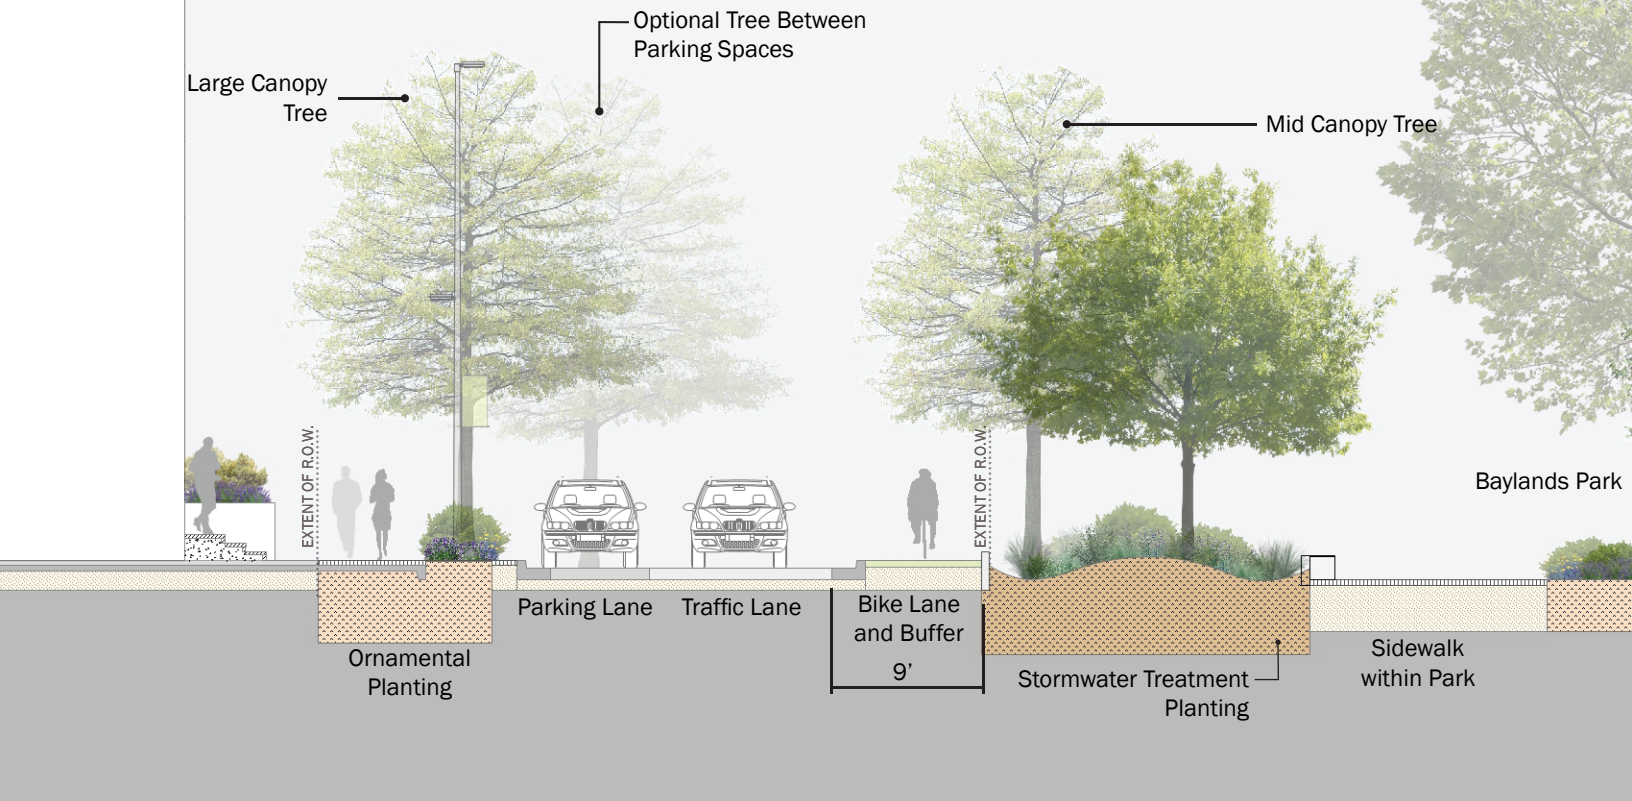 Optional Tree Between
Parking Spaces
Large Canopy
Tree
Mid Canopy Tree
EXTENT OF R.O.W.
EXTENT OF R.O.W.
Baylands Park
Parking Lane
Traffic Lane
Bike Lane
and Buffer
9’
Ornamental
Planting
Stormwater Treatment
Planting
Sidewalk
within Park